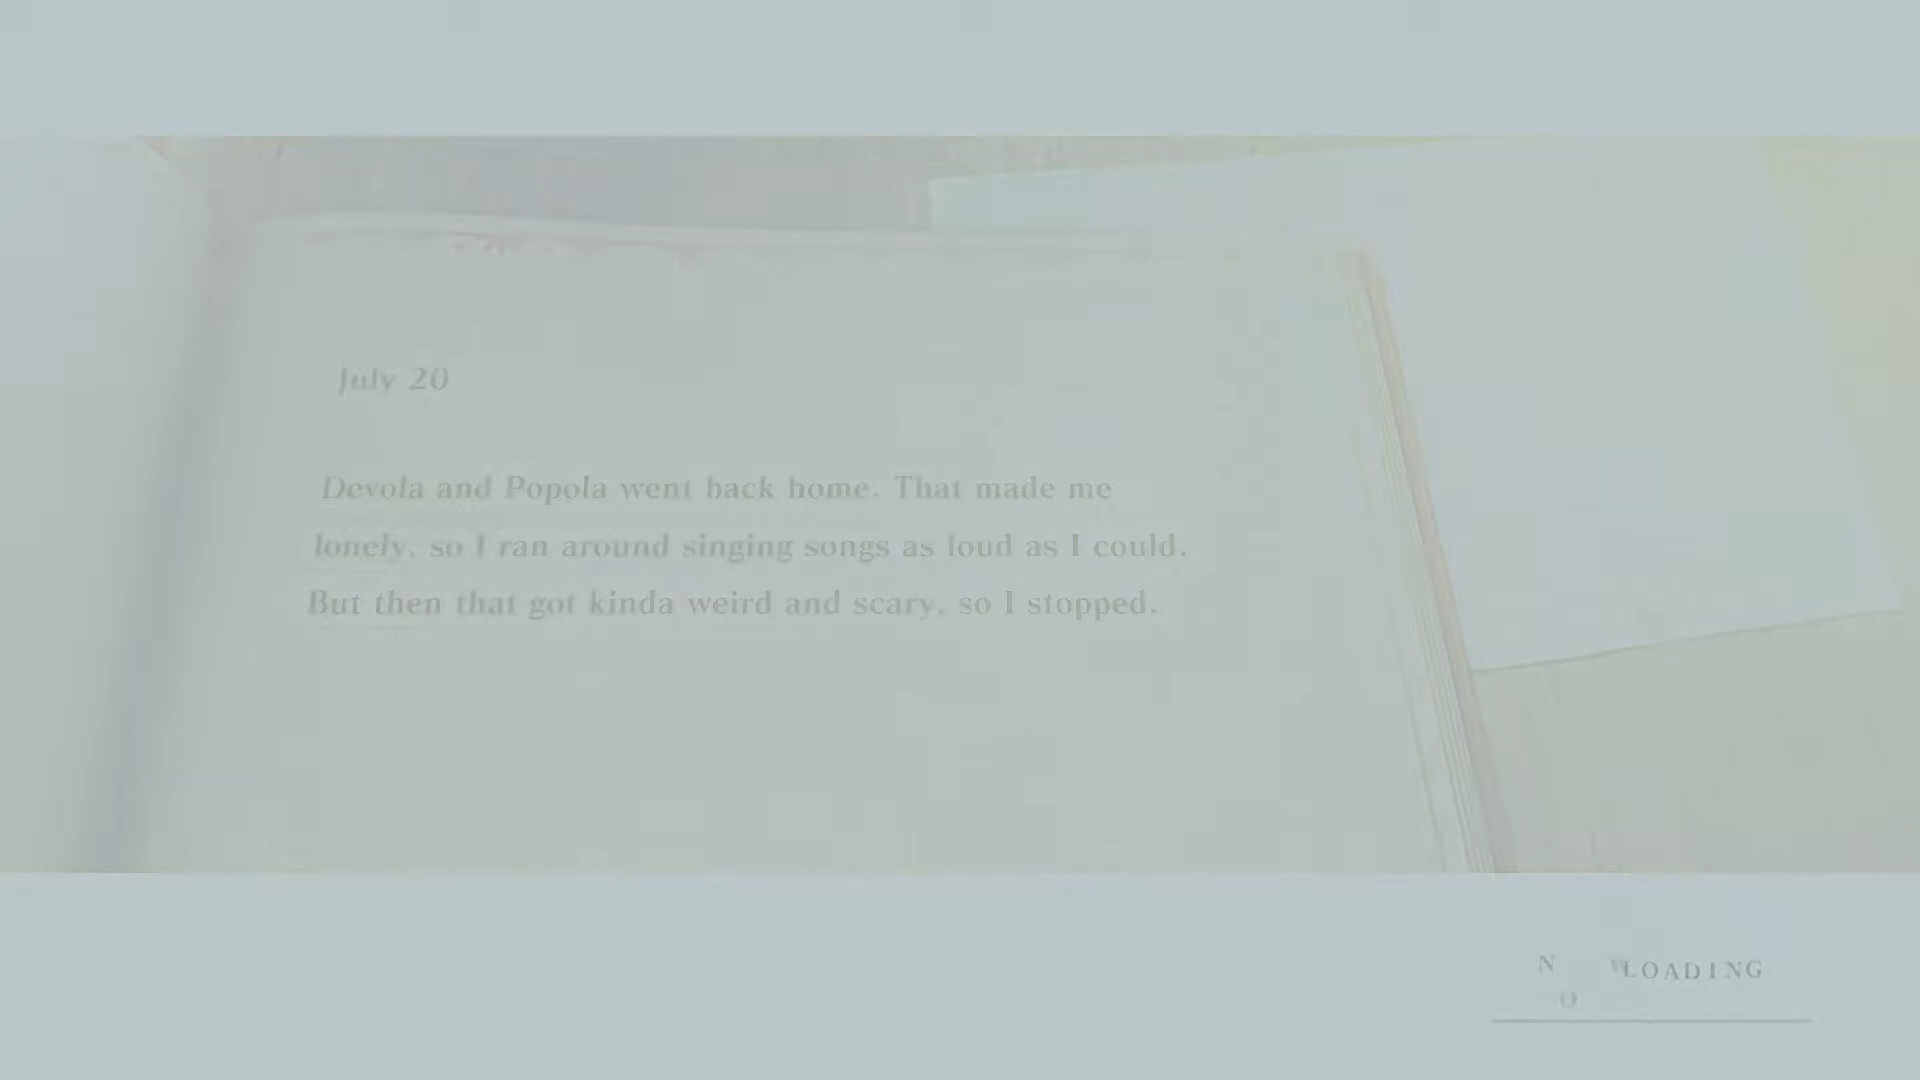 July 20
Devola and Popola went back home. That made me
lonely, so I ran around singing songs as loud as I could.
But then that got kinda weird and scary, so I stopped.
NOW LOADING